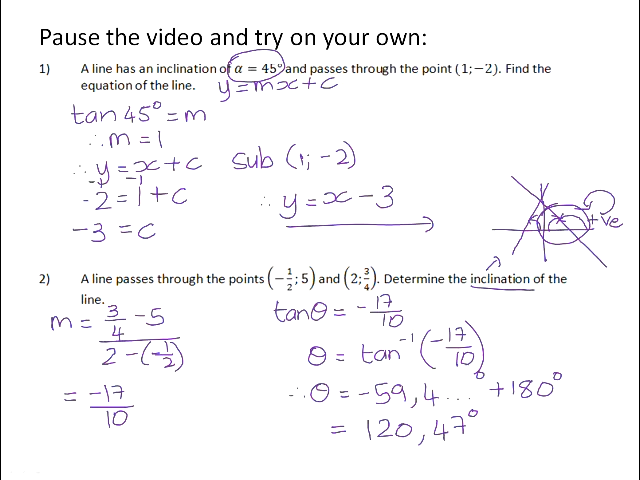 Pause the video and try on your own:
1) A line has an inclination of α = 45° and passes through the point (1;−2). Find the
equation of the line. y = mx + c
tan 45° = m
∴ m = 1
∴ y = x + c sub (1; -2)
-2 = 1 + c
-1 -1
∴ y = x - 3
-3 = c
+ve
2) A line passes through the points (−1/2; 5) and (2; 3/4). Determine the inclination of the
line.
m = (3/4 - 5)/(2 - (-1/2))
= -17/10
tan θ = -17/10
θ = tan⁻¹(-17/10)
∴ θ = -59,4...° + 180°
= 120,47°